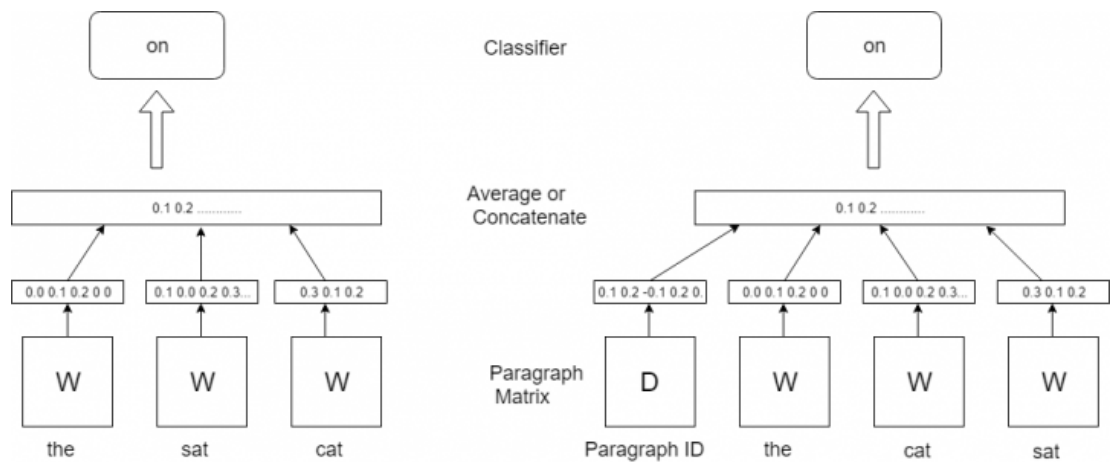 on
Classifier
on
Average or
Concatenate
0.1 0.2 ............
0.1 0.2 ............
0.0 0.1 0.2 0 0
0.1 0.0 0.2 0.3...
0.3 0.1 0.2
0.1 0.2 -0.1 0.2 0.
0.0 0.1 0.2 0 0
0.1 0.0 0.2 0.3...
0.3 0.1 0.2
W
W
W
Paragraph
Matrix
D
W
W
W
the
sat
cat
Paragraph ID
the
cat
sat